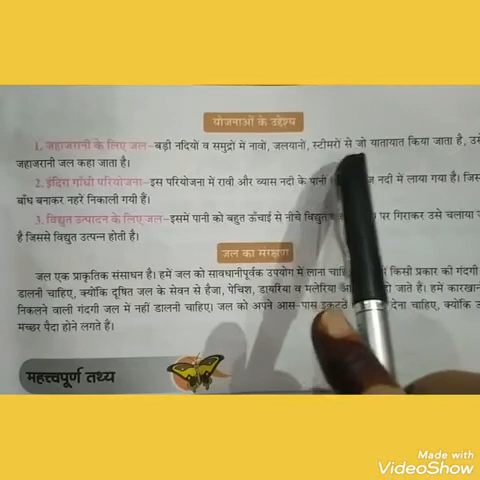 योजनाओं के उद्देश्य
1. जहाजरानी के लिए जल–बड़ी नदियों व समुद्रों में नावों, जलयानों, स्टीमरों से जो यातायात किया जाता है,
जहाजरानी जल कहा जाता है।
2. इंदिरा गाँधी परियोजना–इस परियोजना में रावी और व्यास नदी के पानी नदी में लाया गया है।
बाँध बनाकर नहरें निकाली गयी हैं।
3. विद्युत उत्पादन के लिए जल–इसमें पानी को बहुत ऊँचाई से नीचे विद्युत पर गिराकर उसे चलाया
है जिससे विद्युत उत्पन्न होती है।
जल का संरक्षण
जल एक प्राकृतिक संसाधन है। हमें जल को सावधानीपूर्वक उपयोग में लाना किसी प्रकार की गंदगी
डालनी चाहिए, क्योंकि दूषित जल के सेवन से हैजा, पेचिश, डायरिया व मलेरिया हो जाते हैं। हमें
निकलने वाली गंदगी जल में नहीं डालनी चाहिए। जल को अपने आस-पास इकट्ठे देना चाहिए, क्योंकि
मच्छर पैदा होने लगते हैं।
महत्त्वपूर्ण तथ्य
Made with
VideoShow